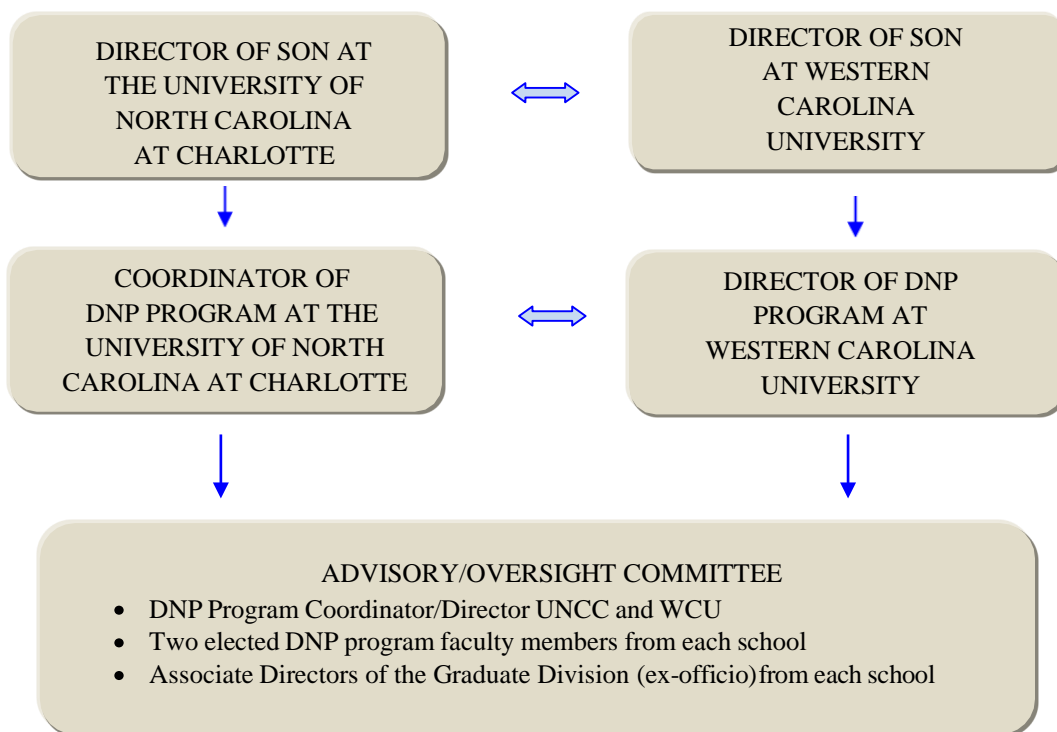 DIRECTOR OF SON AT
THE UNIVERSITY OF
NORTH CAROLINA
AT CHARLOTTE
DIRECTOR OF SON
AT WESTERN
CAROLINA
UNIVERSITY
COORDINATOR OF
DNP PROGRAM AT THE
UNIVERSITY OF NORTH
CAROLINA AT CHARLOTTE
DIRECTOR OF DNP
PROGRAM AT
WESTERN CAROLINA
UNIVERSITY
ADVISORY/OVERSIGHT COMMITTEE
• DNP Program Coordinator/Director UNCC and WCU
• Two elected DNP program faculty members from each school
• Associate Directors of the Graduate Division (ex-officio)from each school